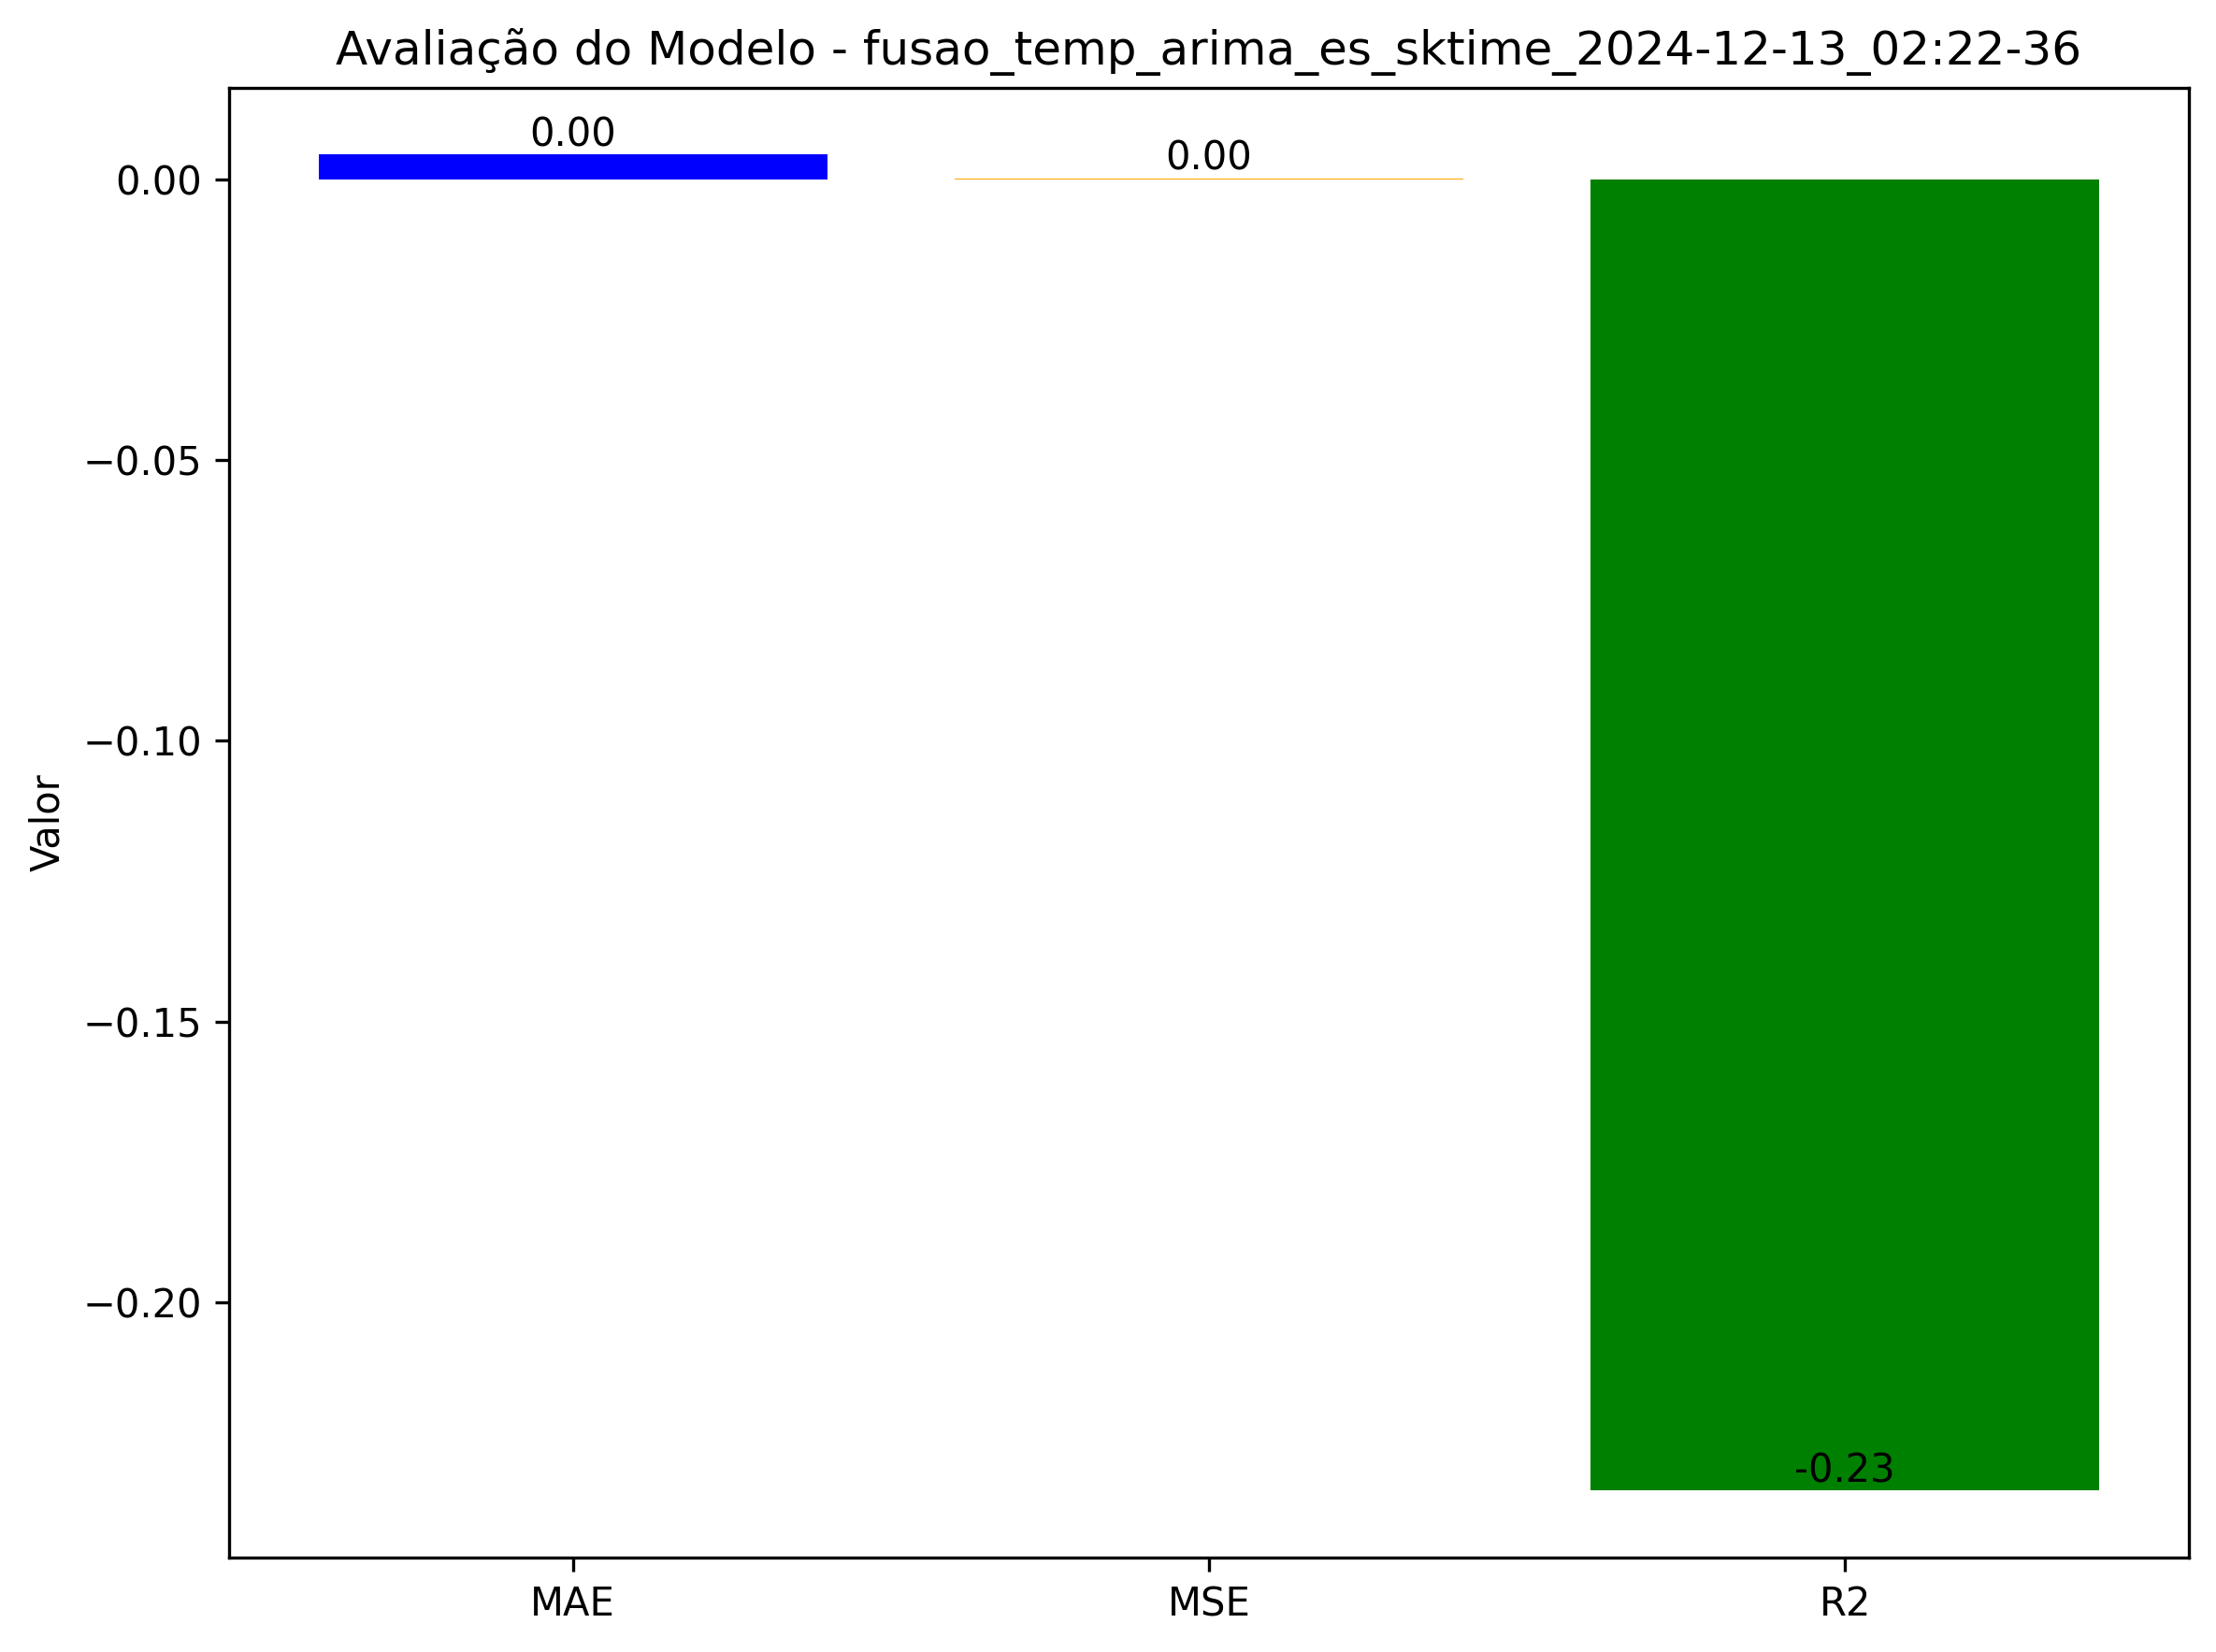 Avaliação do Modelo - fusao_temp_arima_es_sktime_2024-12-13_02:22-36
0.00
0.00
0.00
−0.05
−0.10
−0.15
−0.20
Valor
-0.23
MAE
MSE
R2